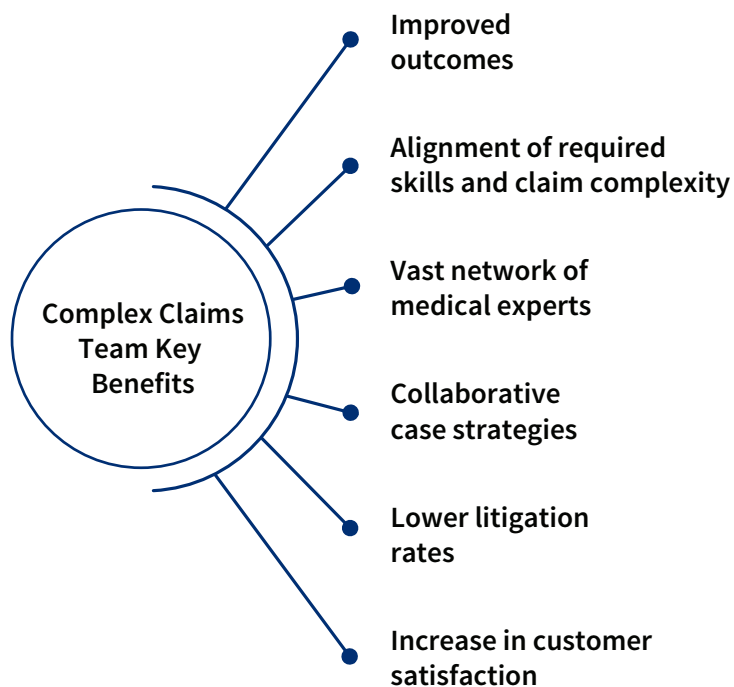 Improved
outcomes
Alignment of required
skills and claim complexity
Vast network of
medical experts
Complex Claims
Team Key
Benefits
Collaborative
case strategies
Lower litigation
rates
Increase in customer
satisfaction